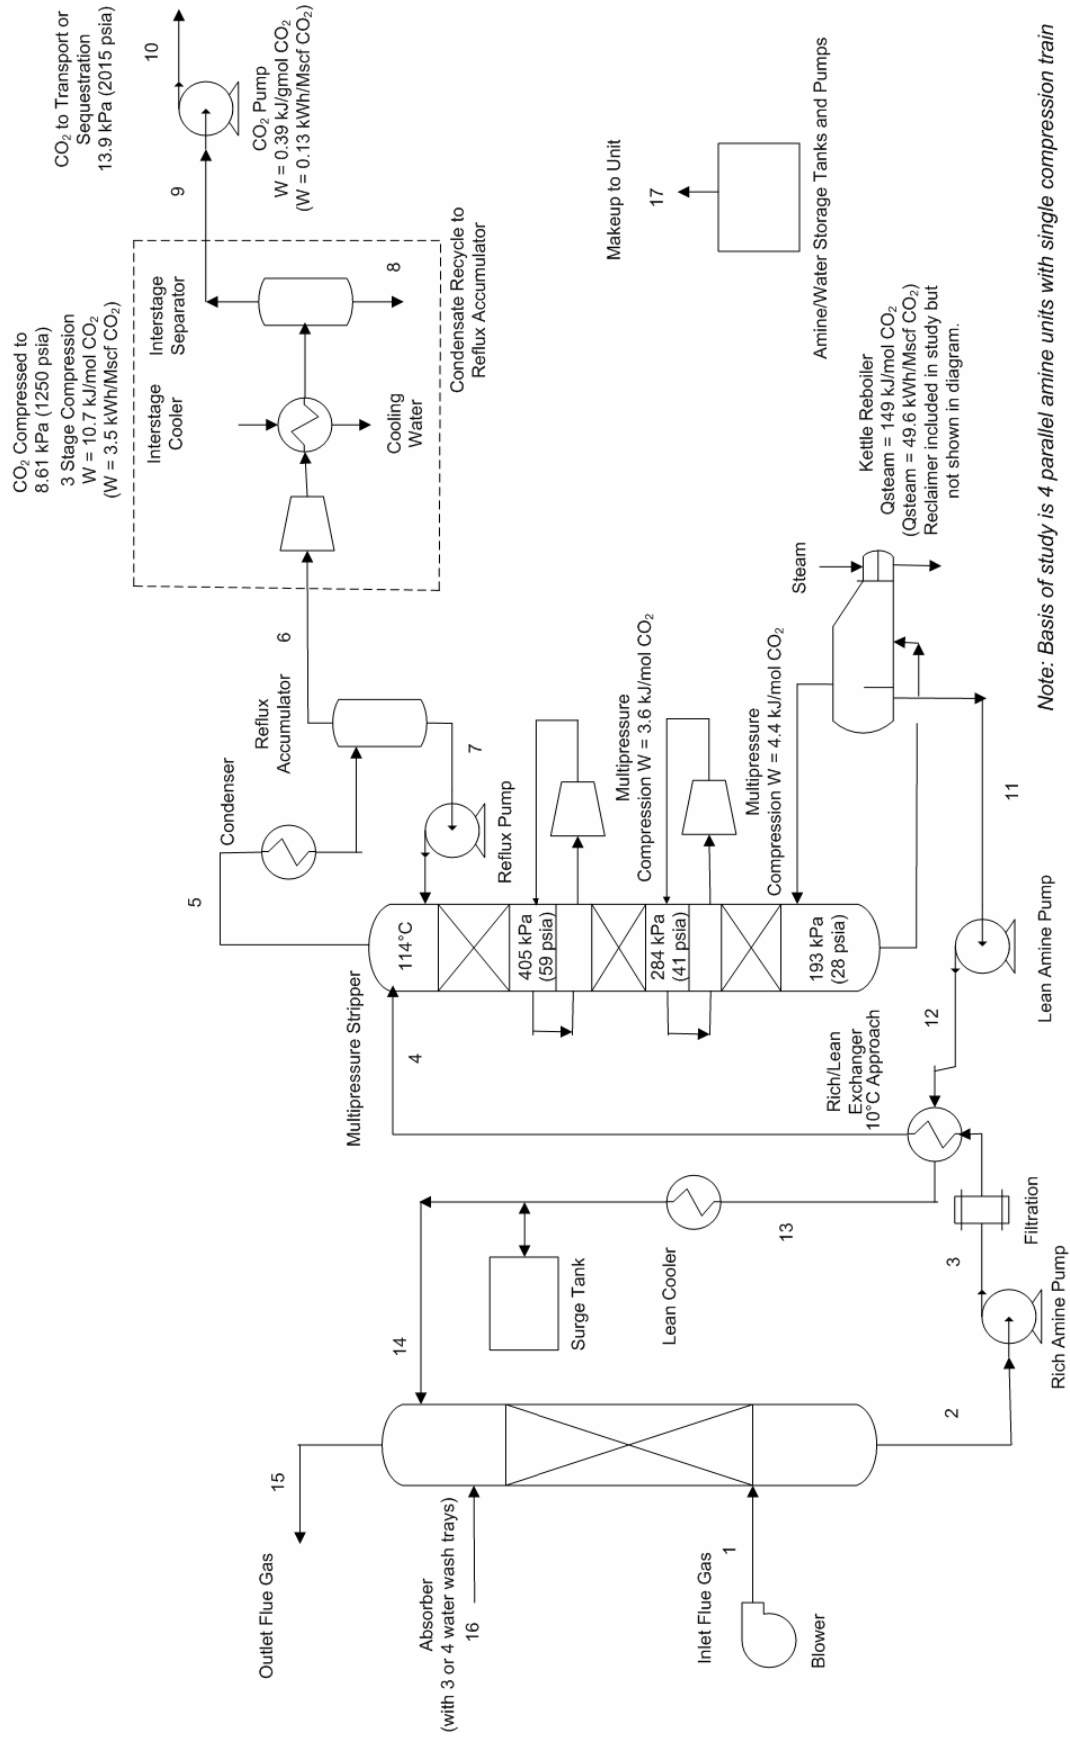 CO₂ to Transport or
Sequestration
13.9 kPa (2015 psia)
10
CO₂ Pump
W = 0.39 kJ/gmol CO₂
(W = 0.13 kWh/Mscf CO₂)
9
CO₂ Compressed to
8.61 kPa (1250 psia)
3 Stage Compression
W = 10.7 kJ/mol CO₂
(W = 3.5 kWh/Mscf CO₂)
Interstage
Cooler
Interstage
Separator
Cooling
Water
8
Condensate Recycle to
Reflux Accumulator
6
Reflux
Accumulator
Condenser
5
7
Reflux Pump
Multipressure Stripper
114°C
405 kPa
(59 psia)
284 kPa
(41 psia)
193 kPa
(28 psia)
Multipressure
Compression W = 3.6 kJ/mol CO₂
Multipressure
Compression W = 4.4 kJ/mol CO₂
Steam
Kettle Reboiler
Qsteam = 149 kJ/mol CO₂
(Qsteam = 49.6 kWh/Mscf CO₂)
Reclaimer included in study but
not shown in diagram.
Makeup to Unit
17
Amine/Water Storage Tanks and Pumps
4
Rich/Lean
Exchanger
10°C Approach
12
11
Lean Amine Pump
13
Lean Cooler
Surge Tank
14
Filtration
3
Rich Amine Pump
2
15
Outlet Flue Gas
Absorber
(with 3 or 4 water wash trays)
16
Inlet Flue Gas
1
Blower
Note: Basis of study is 4 parallel amine units with single compression train